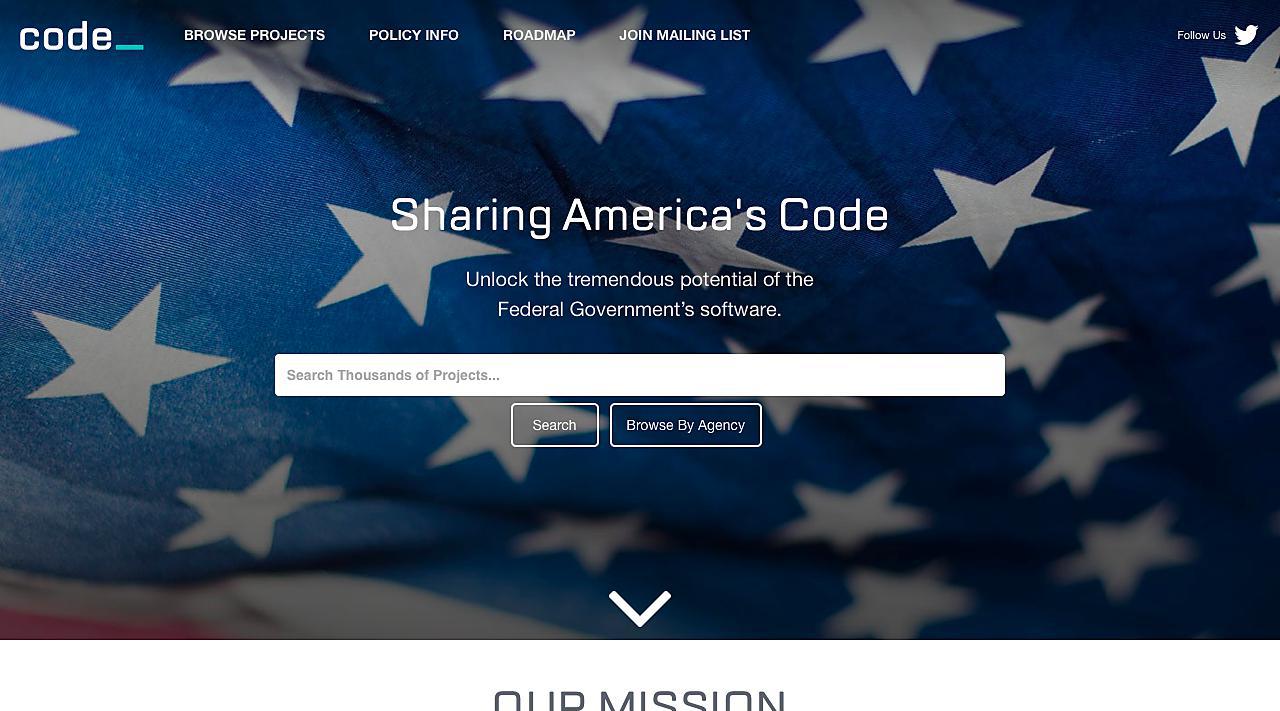 code_
BROWSE PROJECTS
POLICY INFO
ROADMAP
JOIN MAILING LIST
Follow Us
Sharing America's Code
Unlock the tremendous potential of the
Federal Government’s software.
Search Thousands of Projects...
Search
Browse By Agency
OUR MISSION